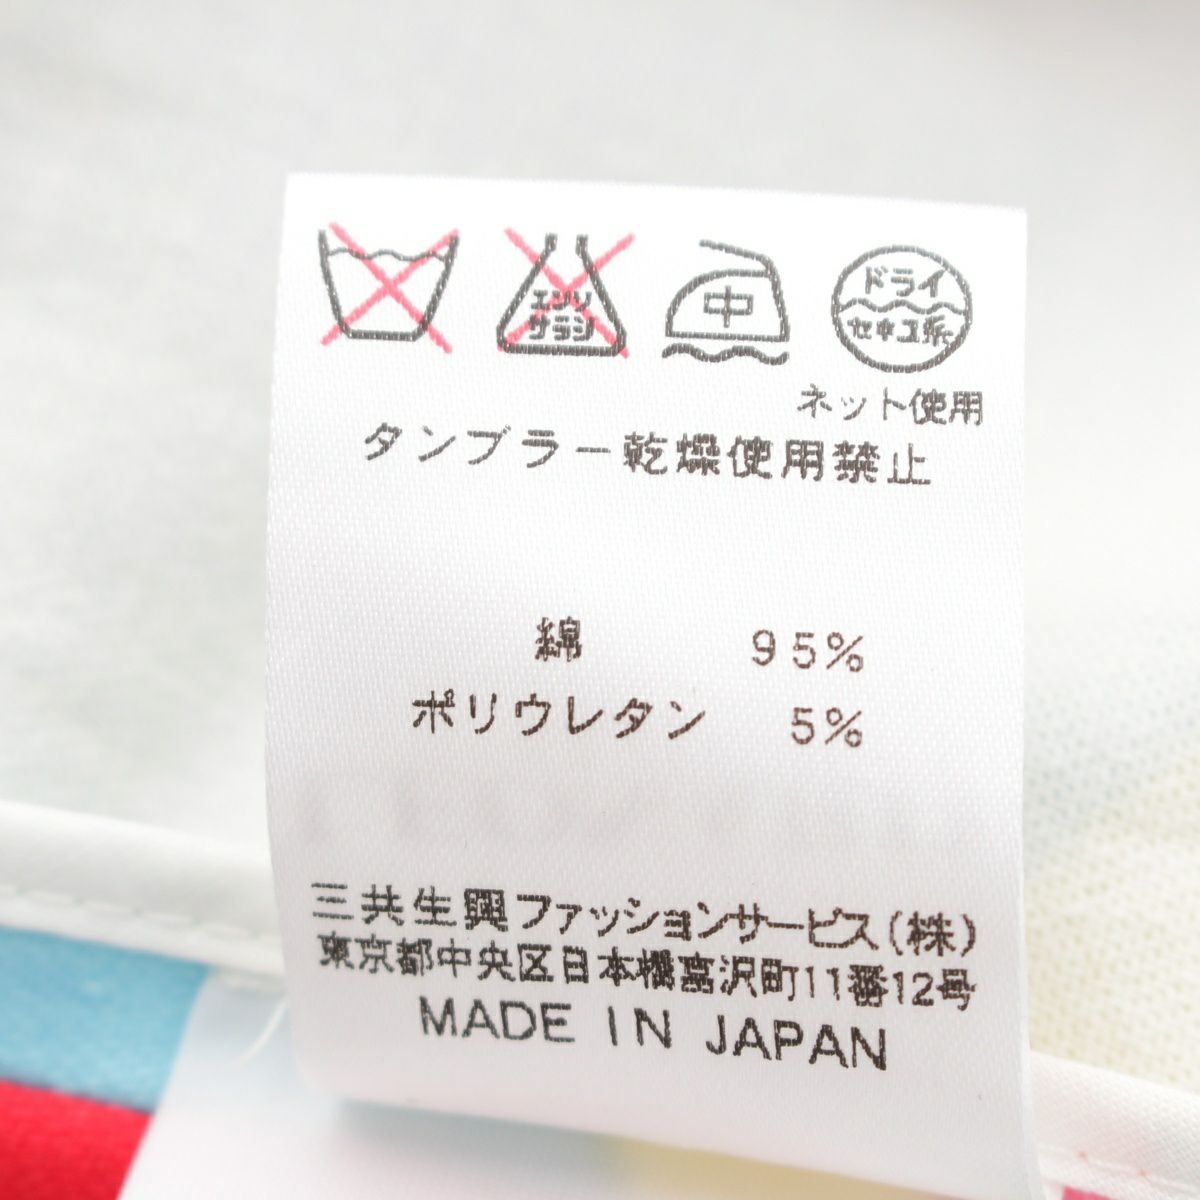 エンソ
サラシ
中
ドライ
セキユ系
ネット使用
タンブラー乾燥使用禁止
綿 95%
ポリウレタン 5%
三共生興ファッションサービス(株)
東京都中央区日本橋富沢町11番12号
MADE IN JAPAN